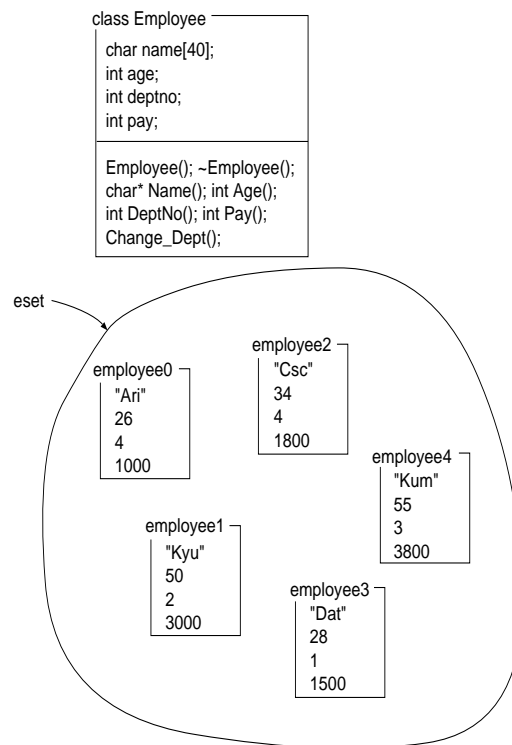 class Employee
char name[40];
int age;
int deptno;
int pay;
Employee(); ~Employee();
char* Name(); int Age();
int DeptNo(); int Pay();
Change_Dept();
eset
employee0
"Ari"
26
4
1000
employee2
"Csc"
34
4
1800
employee4
"Kum"
55
3
3800
employee1
"Kyu"
50
2
3000
employee3
"Dat"
28
1
1500